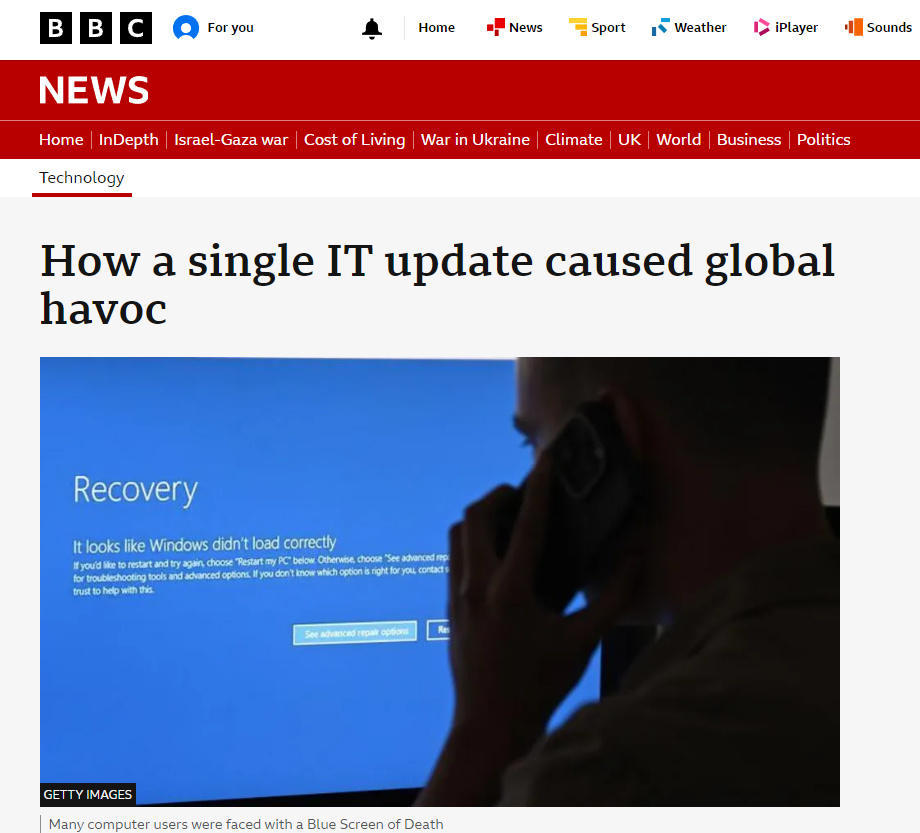 BBC
For you
Home
News
Sport
Weather
iPlayer
Sounds
NEWS
Home
InDepth
Israel-Gaza war
Cost of Living
War in Ukraine
Climate
UK
World
Business
Politics
Technology
How a single IT update caused global
havoc
Recovery
It looks like Windows didn't load correctly
If you'd like to restart and try again, choose "Restart my PC" below. Otherwise, choose "See advanced
for troubleshooting tools and advanced options. If you don't know which option is right for you, contact
trust to help with this.
See advanced repair options
GETTY IMAGES
Many computer users were faced with a Blue Screen of Death